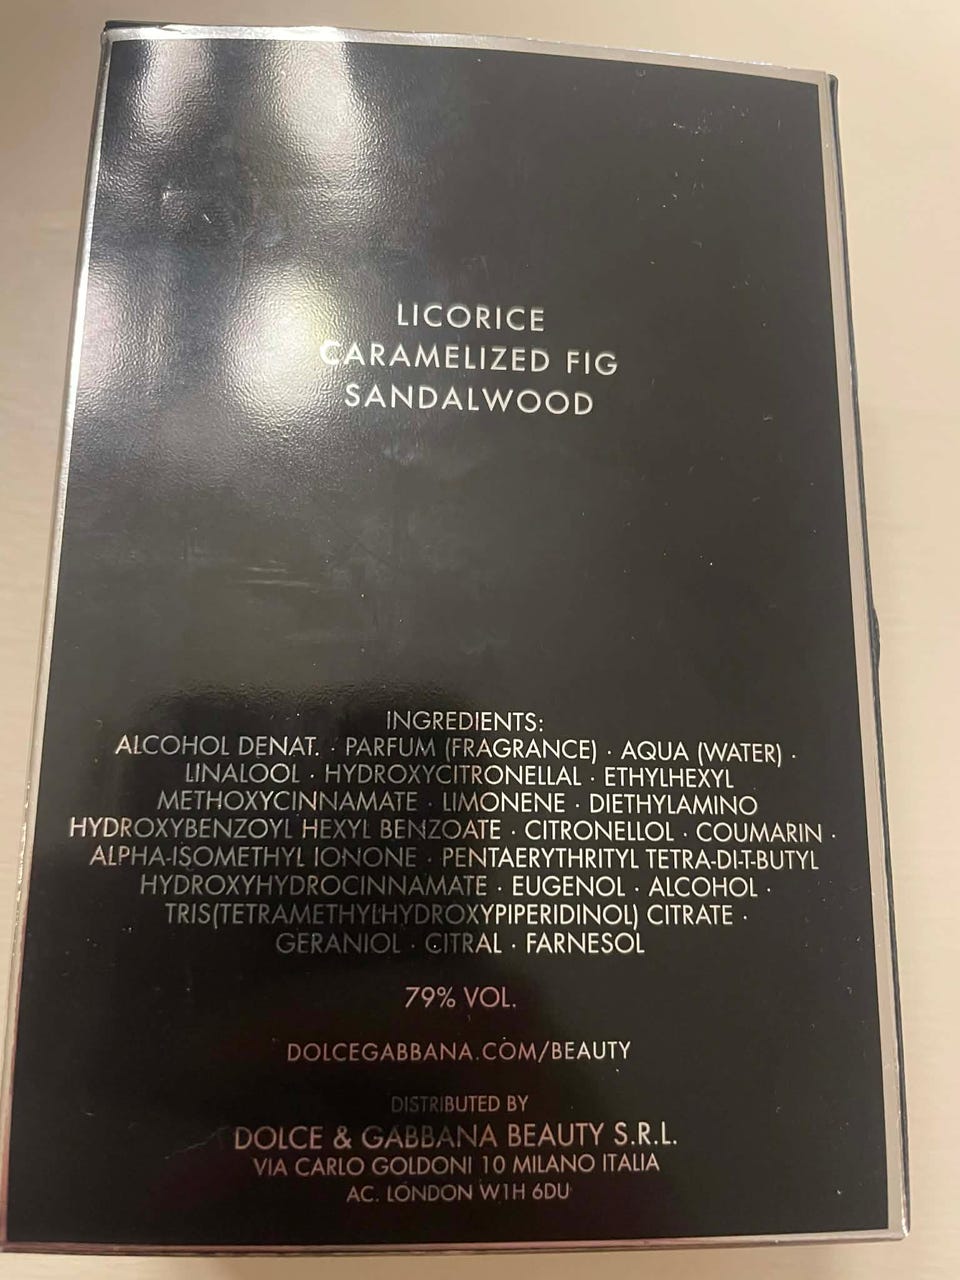 LICORICE
CARAMELIZED FIG
SANDALWOOD
INGREDIENTS:
ALCOHOL DENAT. · PARFUM (FRAGRANCE) · AQUA (WATER) ·
LINALOOL · HYDROXYCITRONELLAL · ETHYLHEXYL
METHOXYCINNAMATE · LIMONENE · DIETHYLAMINO
HYDROXYBENZOYL HEXYL BENZOATE · CITRONELLOL · COUMARIN ·
ALPHA-ISOMETHYL IONONE · PENTAERYTHRITYL TETRA-DI-T-BUTYL
HYDROXYHYDROCINNAMATE · EUGENOL · ALCOHOL ·
TRIS(TETRAMETHYLHYDROXYPIPERIDINOL) CITRATE ·
GERANIOL · CITRAL · FARNESOL
79% VOL.
DOLCEGABBANA.COM/BEAUTY
DISTRIBUTED BY
DOLCE & GABBANA BEAUTY S.R.L.
VIA CARLO GOLDONI 10 MILANO ITALIA
AC. LONDON W1H 6DU